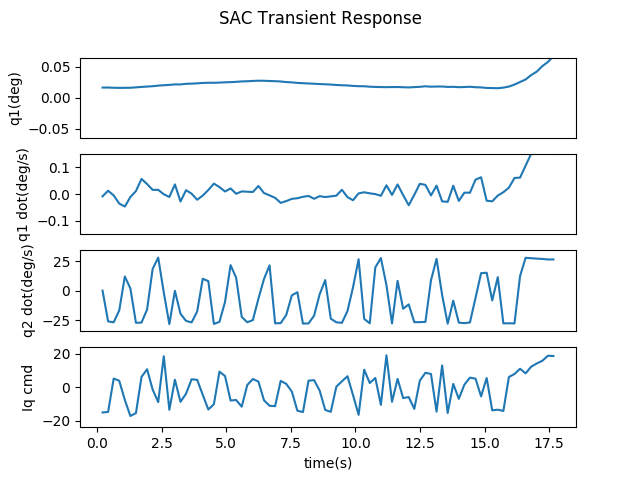 SAC Transient Response
0.05
0.00
−0.05
q1(deg)
0.1
0.0
−0.1
q1 dot(deg/s)
25
0
−25
q2 dot(deg/s)
20
0
−20
Iq cmd
0.0 2.5 5.0 7.5 10.0 12.5 15.0 17.5
time(s)